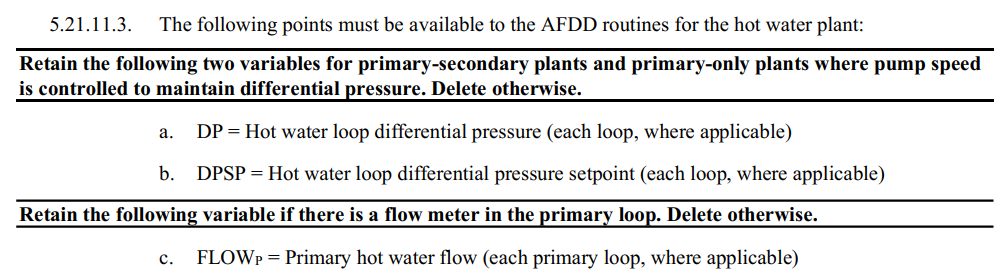 5.21.11.3. The following points must be available to the AFDD routines for the hot water plant:
Retain the following two variables for primary-secondary plants and primary-only plants where pump speed
is controlled to maintain differential pressure. Delete otherwise.
a. DP = Hot water loop differential pressure (each loop, where applicable)
b. DPSP = Hot water loop differential pressure setpoint (each loop, where applicable)
Retain the following variable if there is a flow meter in the primary loop. Delete otherwise.
c. FLOWP = Primary hot water flow (each primary loop, where applicable)